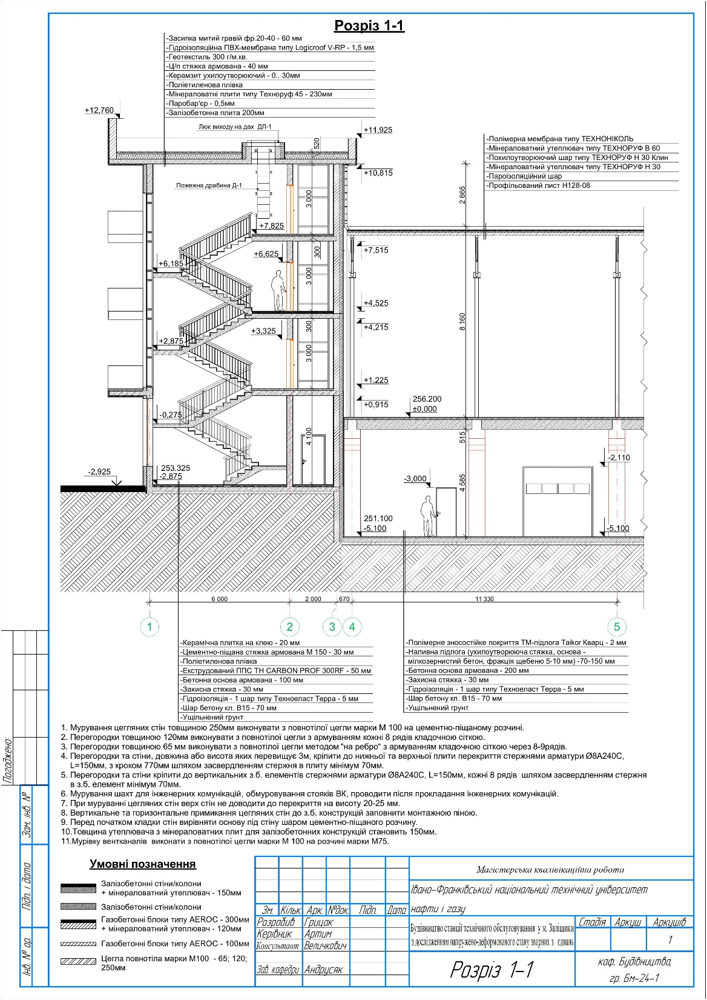 Розріз 1-1
-Засипка митий гравій фр.20-40 - 60 мм
-Гідроізоляційна ПВХ-мембрана типу Logicroof V-RP - 1,5 мм
-Геотекстиль 300 г/м.кв.
-Ц/п стяжка армована - 40 мм
-Керамзит ухилоутворюючий - 0.. 30мм
-Поліетиленова плівка
-Мінераловатні плити типу Техноруф 45 - 230мм
-Паробар'єр - 0,5мм
-Залізобетонна плита 200мм
+12,760
Люк виходу на дах ДЛ-1
+11,925
520
-Полімерна мембрана типу ТЕХНОНІКОЛЬ
-Мінераловатний утеплювач типу ТЕХНОРУФ В 60
-Похилоутворюючий шар типу ТЕХНОРУФ Н 30 Клин
-Мінераловатний утеплювач типу ТЕХНОРУФ Н 30
-Пароізоляційний шар
-Профільований лист Н128-08
+10,815
Пожежна драбина Д-1
3 000
2 665
+7,825
+7,515
+6,625
300
+6,185
3 000
+4,525
8 160
+4,215
300
+3,325
+2,875
3 000
+1.225
256.200
+0,915
±0,000
-0,275
4 100
515
-2,110
253.325
-2,925
-2,875
-3,000
4 585
251.100
-5,100
-5,100
6 000
2 000
670
11 330
1
2
3
4
5
-Керамічна плитка на клею - 20 мм
-Цементно-піщана стяжка армована М 150 - 30 мм
-Поліетиленова плівка
-Екструдований ППС ТН CARBON PROF 300RF - 50 мм
-Бетонна основа армована - 100 мм
-Захисна стяжка - 30 мм
-Гідроізоляція - 1 шар типу Техноеласт Терра - 5 мм
-Шар бетону кл. В15 - 70 мм
-Ущільнений грунт
-Полімерне зносостійке покриття ТМ-підлога Taikor Кварц - 2 мм
-Наливна підлога (ухилоутворююча стяжка, основа -
мілкозернистий бетон, фракція щебеню 5-10 мм) -70-150 мм
-Бетонна основа армована - 200 мм
-Захисна стяжка - 30 мм
-Гідроізоляція - 1 шар типу Техноеласт Терра - 5 мм
-Шар бетону кл. В15 - 70 мм
-Ущільнений грунт
1. Мурування цегляних стін товщиною 250мм виконувати з повнотілої цегли марки М 100 на цементно-піщаному розчині.
2. Перегородки товщиною 120мм виконувати з повнотілої цегли з армуванням кожні 8 рядів кладочною сіткою.
3. Перегородки товщиною 65 мм виконувати з повнотілої цегли методом "на ребро" з армуванням кладочною сіткою через 8-9рядів.
4. Перегородки та стіни, довжина або висота яких перевищує 3м, кріпити до нижньої та верхньої плити перекриття стержнями арматури Ø8А240С,
L=150мм, з кроком 770мм шляхом засвердленням стержня в плиту мінімум 70мм.
5. Перегородки та стіни кріпити до вертикальних з.б. елементів стержнями арматури Ø8А240С, L=150мм, кожні 8 рядів шляхом засвердленням стержня
в з.б. елемент мінімум 70мм.
6. Мурування шахт для інженерних комунікацій, обмуровування стояків ВК, проводити після прокладання інженерних комунікацій.
7. При муруванні цегляних стін верх стін не доводити до перекриття на висоту 20-25 мм.
8. Вертикальне та горизонтальне примикання цегляних стін до з.б. конструкцій заповнити монтажною піною.
9. Перед початком кладки стін вирівняти основу під стіну шаром цементно-піщаного розчину.
10.Товщина утеплювача з мінераловатних плит для залізобетонних конструкцій становить 150мм.
11.Мурівку вентканалів виконати з повнотілої цегли марки М 100 на розчині марки М75.
Умовні позначення
Залізобетонні стіни/колони
+ мінераловатний утеплювач - 150мм
Залізобетонні стіни/колони
Газобетонні блоки типу AEROC - 300мм
+ мінераловатний утеплювач - 120мм
Газобетонні блоки типу AEROC - 100мм
Цегла повнотіла марки М100 - 65; 120;
250мм
Погоджено:
Зам. інв. №
Підп. і дата
Інв. № ор.
Магістерська квалівікаційна робота
Івано-Франківський національний технічний університет
нафти і газу
Зм. Кільк. Арк. №док. Підп. Дата
Розробив Грицак
Керівник Артим
Консультант Величкович
Зав. кафедри Андрусяк
Будівництво станції технічного обслуговування у м. Заліщики
з дослідженням напружно-деформованого стану зварних з єднань
Стадія Аркуш Аркушів
1
Розріз 1-1
каф. Будівництва,
гр. Бм-24-1